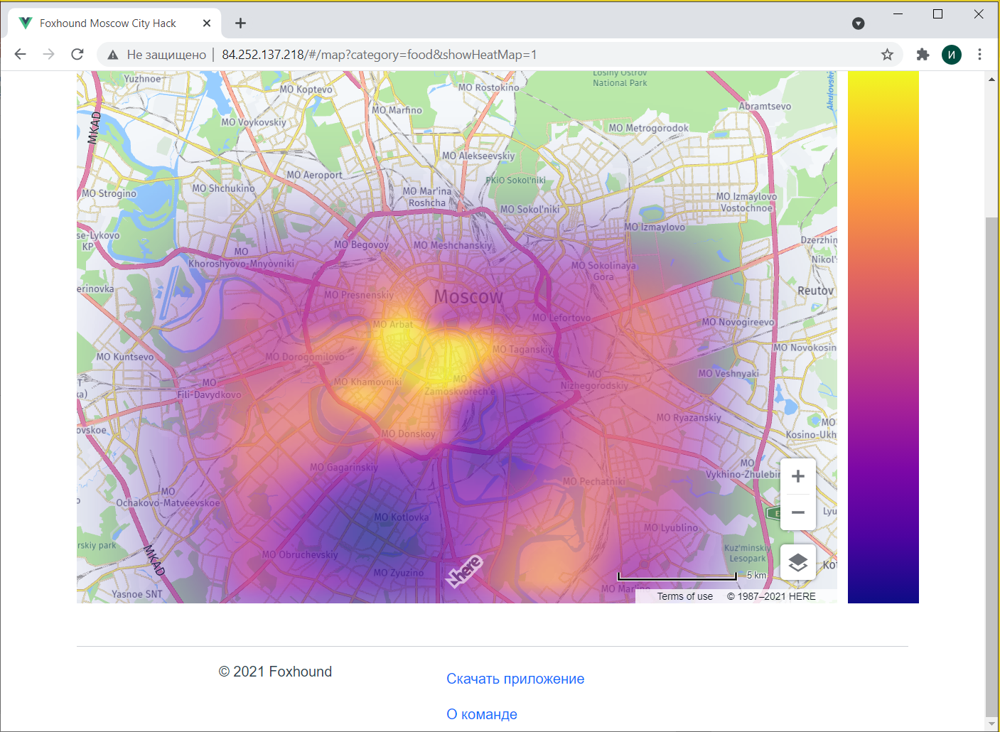 Foxhound Moscow City Hack
Не защищено
84.252.137.218/#/map?category=food&showHeatMap=1
И
Losiny Ostrov
National Park
Yuzhnoe
MO Koptevo
MO Rostokino
Akulovski
MO Marfino
Abramtsevo
MKAD
MO Voykovskiy
MO Metrogorodok
MO Alekseevskiy
MO Aeroport
PKiO Sokol'niki
MO Strogino
MO Shchukino
MO Mar'ina
Roshcha
MO Izmaylovo
Vostochnoe
MO Sokol'niki
MO Izmaylovo
se-Lykovo
KP
MO Begovoy
MO Meshchanskiy
Dzerzhin
MO
Khoroshyovo-Mnyovniki
MO Sokolinaya
Gora
Nikol'
erinovka
MO Presnenskiy
Moscow
Reutov
MO Lefortovo
MO Arbat
MO Novogireevo
MO Kuntsevo
MO Dorogomilovo
MO Taganskiy
MO Novokosin
MO
Fili-Davydkovo
MO Khamovniki
MO
Zamoskvorech'e
MO
Nizhegorodskiy
MO Veshnyaki
ovskoe
MO Donskoy
MO Ryazanskiy
MO
Kosino-Ukh
MO Gagarinskiy
MO
Vykhino-Zhulebin
MO
Ochakovo-Matveevskoe
MO Pechatniki
MO Kotlovka
E
Lyu
MO Lyublino
rskiy park
MKAD
MO Obruchevskiy
Kuz'minskiy
Lesopark
Kot
MO Zyuzino
here
5 km
Yasnoe SNT
MO Mar'ino
Terms of use
© 1987–2021 HERE
© 2021 Foxhound
Скачать приложение
О команде